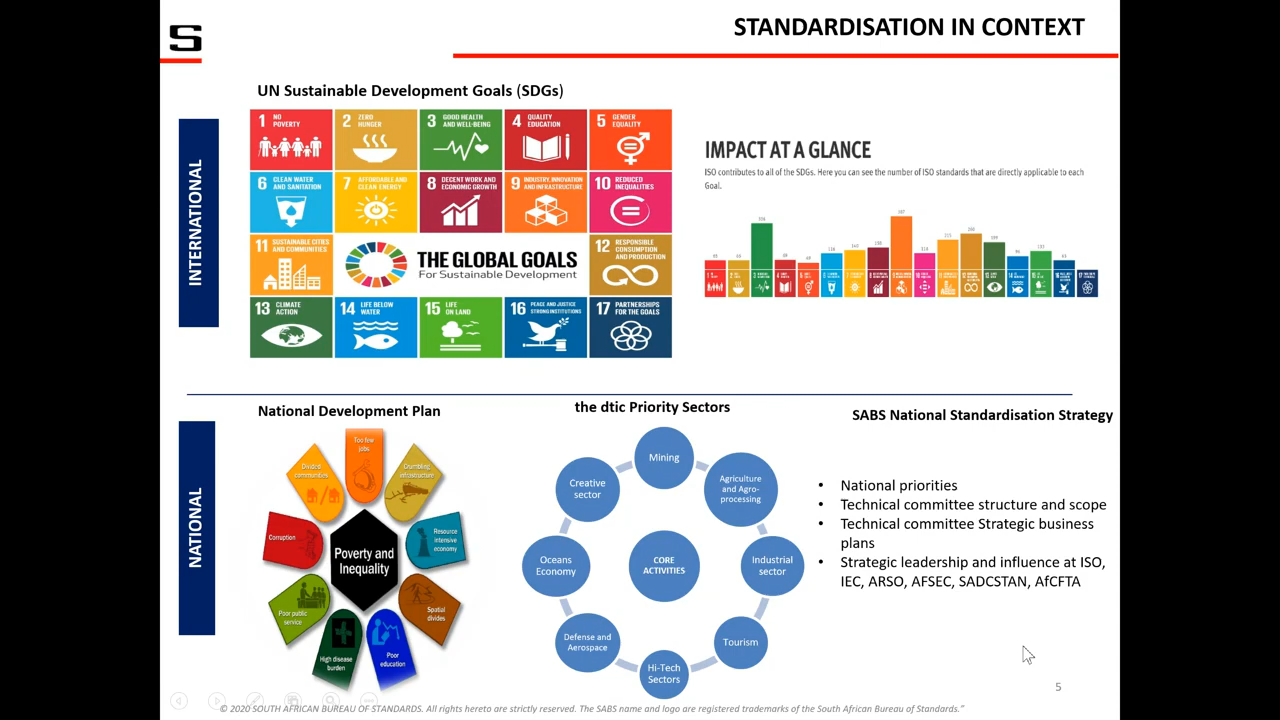 S
STANDARDISATION IN CONTEXT
UN Sustainable Development Goals (SDGs)
INTERNATIONAL
1 NO
POVERTY
2 ZERO
HUNGER
3 GOOD HEALTH
AND WELL-BEING
4 QUALITY
EDUCATION
5 GENDER
EQUALITY
6 CLEAN WATER
AND SANITATION
7 AFFORDABLE AND
CLEAN ENERGY
8 DECENT WORK AND
ECONOMIC GROWTH
9 INDUSTRY, INNOVATION
AND INFRASTRUCTURE
10 REDUCED
INEQUALITIES
11 SUSTAINABLE CITIES
AND COMMUNITIES
THE GLOBAL GOALS
For Sustainable Development
12 RESPONSIBLE
CONSUMPTION
AND PRODUCTION
13 CLIMATE
ACTION
14 LIFE BELOW
WATER
15 LIFE
ON LAND
16 PEACE AND JUSTICE
STRONG INSTITUTIONS
17 PARTNERSHIPS
FOR THE GOALS
IMPACT AT A GLANCE
ISO contributes to all of the SDGs. Here you can see the number of ISO standards that are directly applicable to each
Goal.
NATIONAL
National Development Plan
Too few
jobs
Crumbling
infrastructure
Resource
intensive
economy
Spatial
divides
Poor
education
High disease
burden
Poor public
service
Corruption
Divided
communities
Poverty and
Inequality
the dtic Priority Sectors
Mining
Agriculture
and Agro-
processing
Industrial
sector
Tourism
Hi-Tech
Sectors
Defense and
Aerospace
Oceans
Economy
Creative
sector
CORE
ACTIVITIES
SABS National Standardisation Strategy
• National priorities
• Technical committee structure and scope
• Technical committee Strategic business
plans
• Strategic leadership and influence at ISO,
IEC, ARSO, AFSEC, SADCSTAN, AfCFTA
5
© 2020 SOUTH AFRICAN BUREAU OF STANDARDS. All rights hereto are strictly reserved. The SABS name and logo are registered trademarks of the South African Bureau of Standards.”